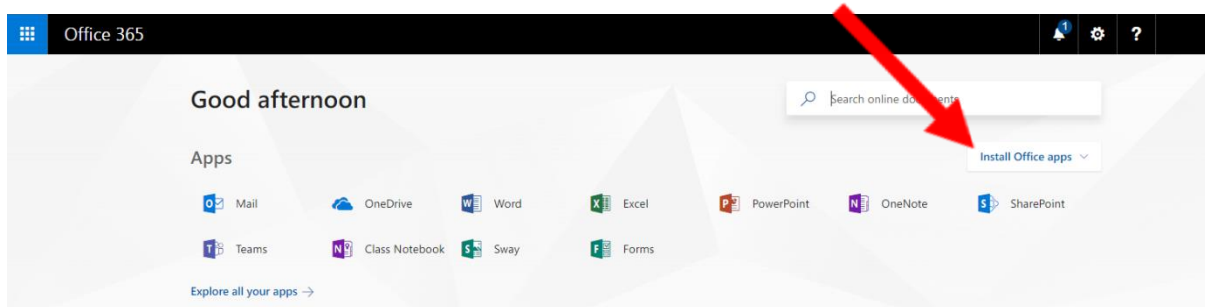 Office 365
1
?
Good afternoon
Search online documents
Apps
Install Office apps
Mail
OneDrive
Word
Excel
PowerPoint
OneNote
SharePoint
Teams
Class Notebook
Sway
Forms
Explore all your apps →